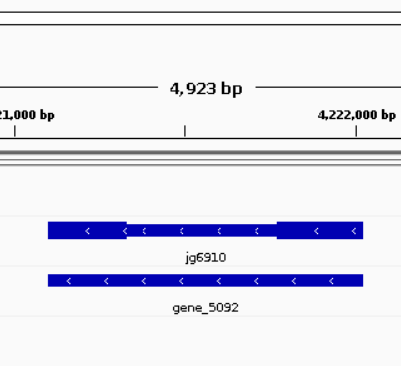 4,923 bp
21,000 bp
4,222,000 bp
jg6910
gene_5092